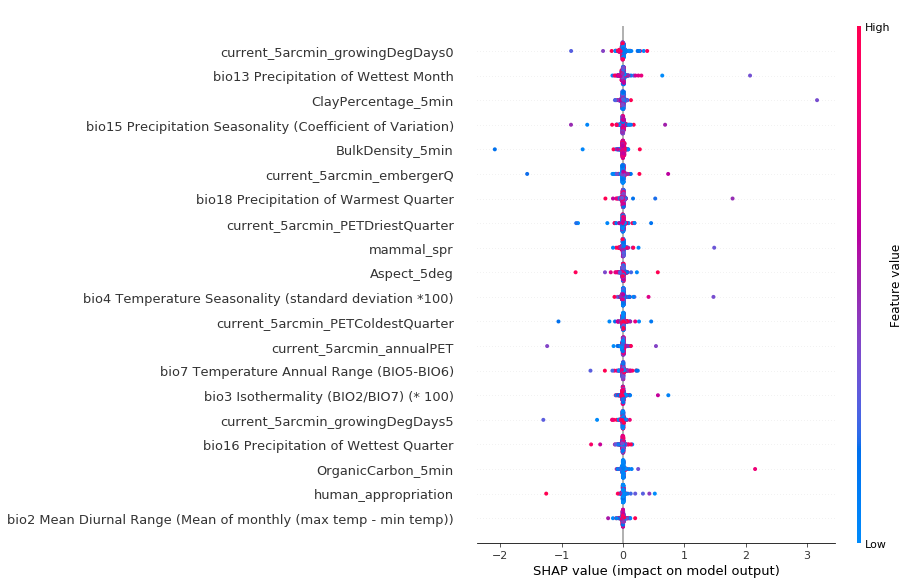 High
current_5arcmin_growingDegDays0
bio13 Precipitation of Wettest Month
ClayPercentage_5min
bio15 Precipitation Seasonality (Coefficient of Variation)
BulkDensity_5min
current_5arcmin_embergerQ
bio18 Precipitation of Warmest Quarter
current_5arcmin_PETDriestQuarter
mammal_spr
Aspect_5deg
bio4 Temperature Seasonality (standard deviation *100)
current_5arcmin_PETColdestQuarter
current_5arcmin_annualPET
bio7 Temperature Annual Range (BIO5-BIO6)
bio3 Isothermality (BIO2/BIO7) (* 100)
current_5arcmin_growingDegDays5
bio16 Precipitation of Wettest Quarter
OrganicCarbon_5min
human_appropriation
bio2 Mean Diurnal Range (Mean of monthly (max temp - min temp))
Feature value
Low
−2 −1 0 1 2 3
SHAP value (impact on model output)